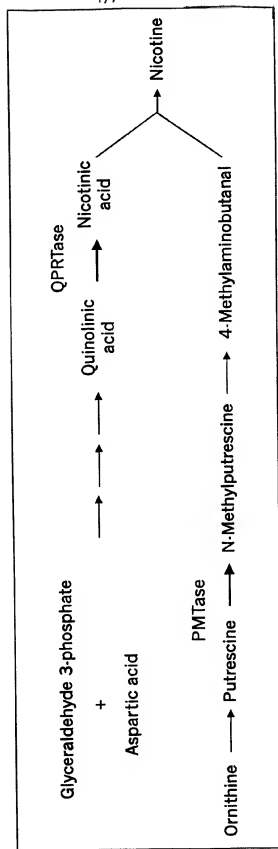 Glyceraldehyde 3-phosphate
+
Aspartic acid
Quinolinic
acid
QPRTase
Nicotinic
acid
Nicotine
Ornithine
Putrescine
PMTase
N-Methylputrescine
4-Methylaminobutanal